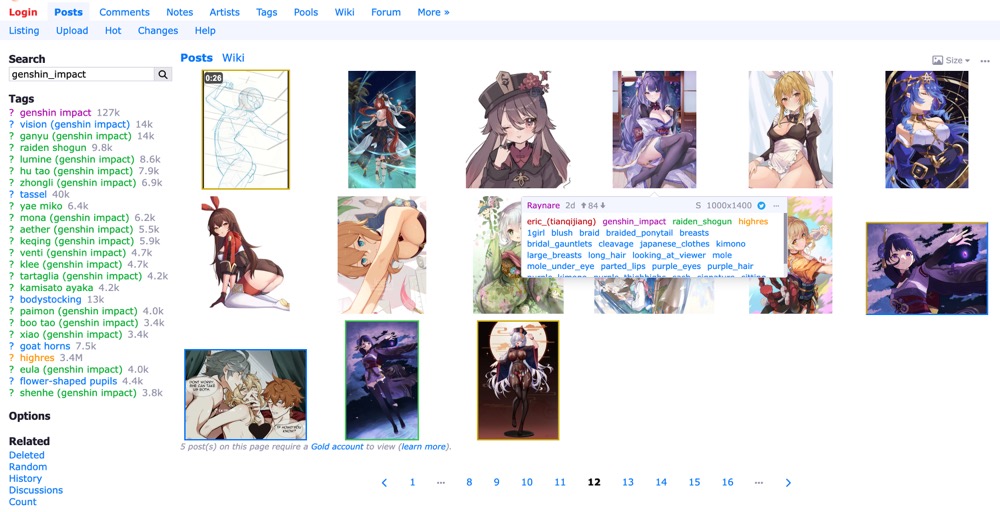 Login Posts Comments Notes Artists Tags Pools Wiki Forum More »
Listing Upload Hot Changes Help
Search
genshin_impact
Tags
? genshin impact 127k
? vision (genshin impact) 14k
? ganyu (genshin impact) 14k
? raiden shogun 9.8k
? lumine (genshin impact) 8.6k
? hu tao (genshin impact) 7.9k
? zhongli (genshin impact) 6.9k
? tassel 40k
? yae miko 6.4k
? mona (genshin impact) 6.2k
? aether (genshin impact) 5.5k
? keqing (genshin impact) 5.9k
? venti (genshin impact) 4.7k
? klee (genshin impact) 4.7k
? tartaglia (genshin impact) 4.2k
? kamisato ayaka 4.2k
? bodystocking 13k
? paimon (genshin impact) 4.0k
? boo tao (genshin impact) 3.4k
? xiao (genshin impact) 3.4k
? goat horns 7.5k
? highres 3.4M
? eula (genshin impact) 4.0k
? flower-shaped pupils 4.4k
? shenhe (genshin impact) 3.8k
Options
Related
Deleted
Random
History
Discussions
Count
Posts Wiki
Size
0:26
Raynare 2d 84 S 1000x1400
eric_(tianqijiang) genshin_impact raiden_shogun highres
1girl blush braid braided_ponytail breasts
bridal_gauntlets cleavage japanese_clothes kimono
large_breasts long_hair looking_at_viewer mole
mole_under_eye parted_lips purple_eyes purple_hair
DON'T WORRY,
SHE CAN TAKE
US BOTH.
5 post(s) on this page require a Gold account to view (learn more).
1 ... 8 9 10 11 12 13 14 15 16 ...